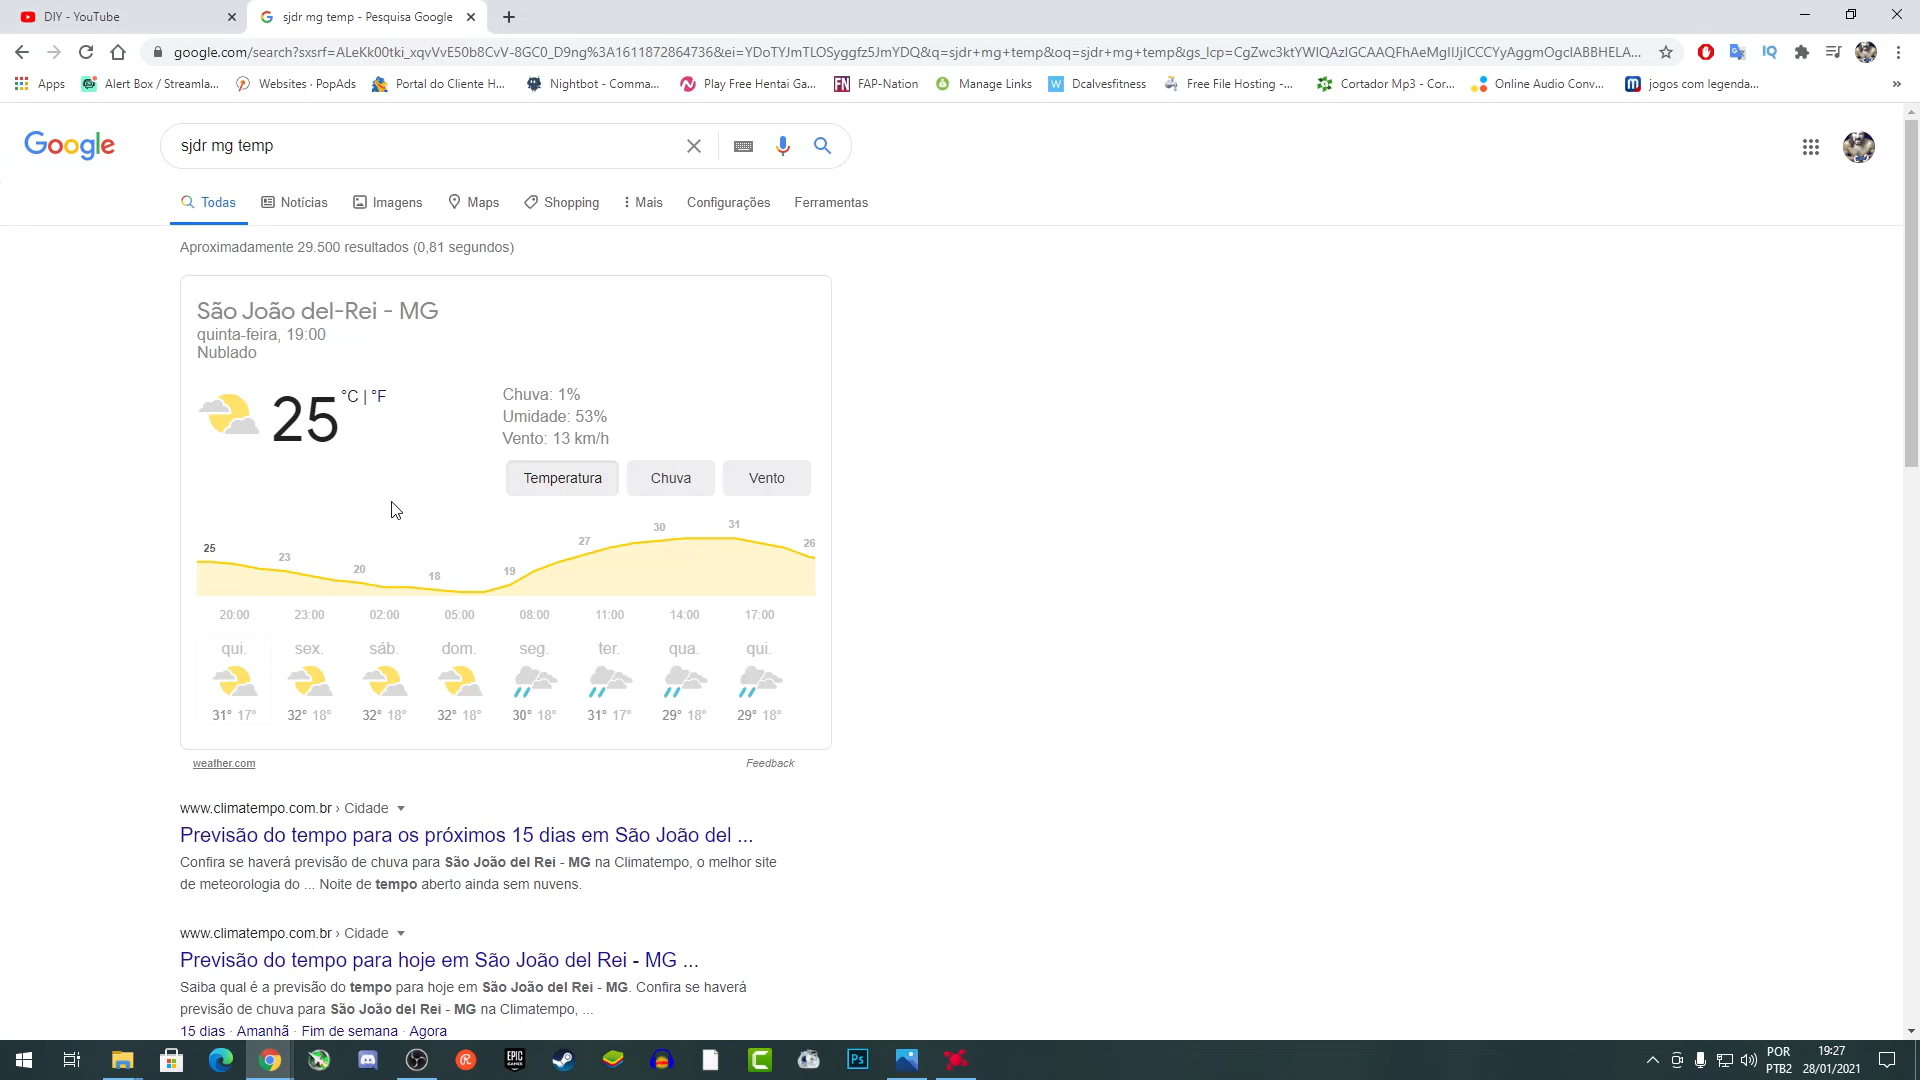 DIY - YouTube
sjdr mg temp - Pesquisa Google
google.com/search?sxsrf=ALeKk00tki_xqvVvE50b8CvV-8GC0_D9ng%3A1611872864736&ei=YDoTYJmTLOSyggfz5JmYDQ&q=sjdr+mg+temp&oq=sjdr+mg+temp&gs_lcp=CgZwc3ktYWIQAzIGCAAQFhAeMgIIJjICCCYyAggmOgcIABBHELA...
Apps
Alert Box / Streamla...
Websites · PopAds
Portal do Cliente H...
Nightbot - Comma...
Play Free Hentai Ga...
FAP-Nation
Manage Links
Dcalvesfitness
Free File Hosting -...
Cortador Mp3 - Cor...
Online Audio Conv...
jogos com legenda...
»
Google
sjdr mg temp
Todas
Notícias
Imagens
Maps
Shopping
Mais
Configurações
Ferramentas
Aproximadamente 29.500 resultados (0,81 segundos)
São João del-Rei - MG
quinta-feira, 19:00
Nublado
25 °C | °F
Chuva: 1%
Umidade: 53%
Vento: 13 km/h
Temperatura Chuva Vento
25 23 20 18 19 27 30 31 26
20:00 23:00 02:00 05:00 08:00 11:00 14:00 17:00
qui. sex. sáb. dom. seg. ter. qua. qui.
31° 17° 32° 18° 32° 18° 32° 18° 30° 18° 31° 17° 29° 18° 29° 18°
weather.com
Feedback
www.climatempo.com.br › Cidade
Previsão do tempo para os próximos 15 dias em São João del ...
Confira se haverá previsão de chuva para São João del Rei - MG na Climatempo, o melhor site
de meteorologia do ... Noite de tempo aberto ainda sem nuvens.
www.climatempo.com.br › Cidade
Previsão do tempo para hoje em São João del Rei - MG ...
Saiba qual é a previsão do tempo para hoje em São João del Rei - MG. Confira se haverá
previsão de chuva para São João del Rei - MG na Climatempo, ...
15 dias · Amanhã · Fim de semana · Agora
EPIC GAMES
Ps
POR
PTB2
19:27
28/01/2021